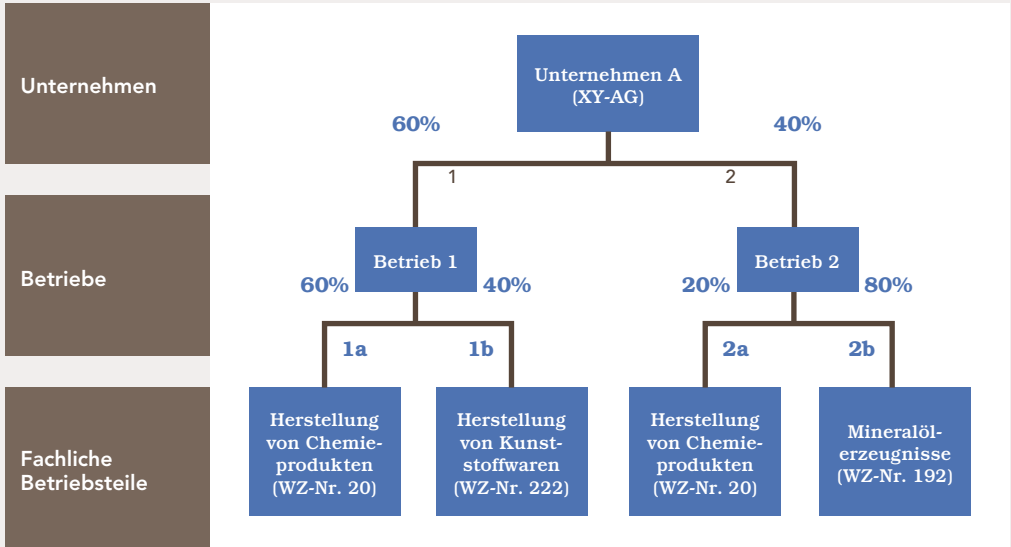 Unternehmen
Unternehmen A
(XY-AG)
60%
40%
1
2
Betriebe
Betrieb 1
Betrieb 2
60%
40%
20%
80%
1a
1b
2a
2b
Fachliche
Betriebsteile
Herstellung
von Chemie-
produkten
(WZ-Nr. 20)
Herstellung
von Kunst-
stoffwaren
(WZ-Nr. 222)
Herstellung
von Chemie-
produkten
(WZ-Nr. 20)
Mineralöl-
erzeugnisse
(WZ-Nr. 192)